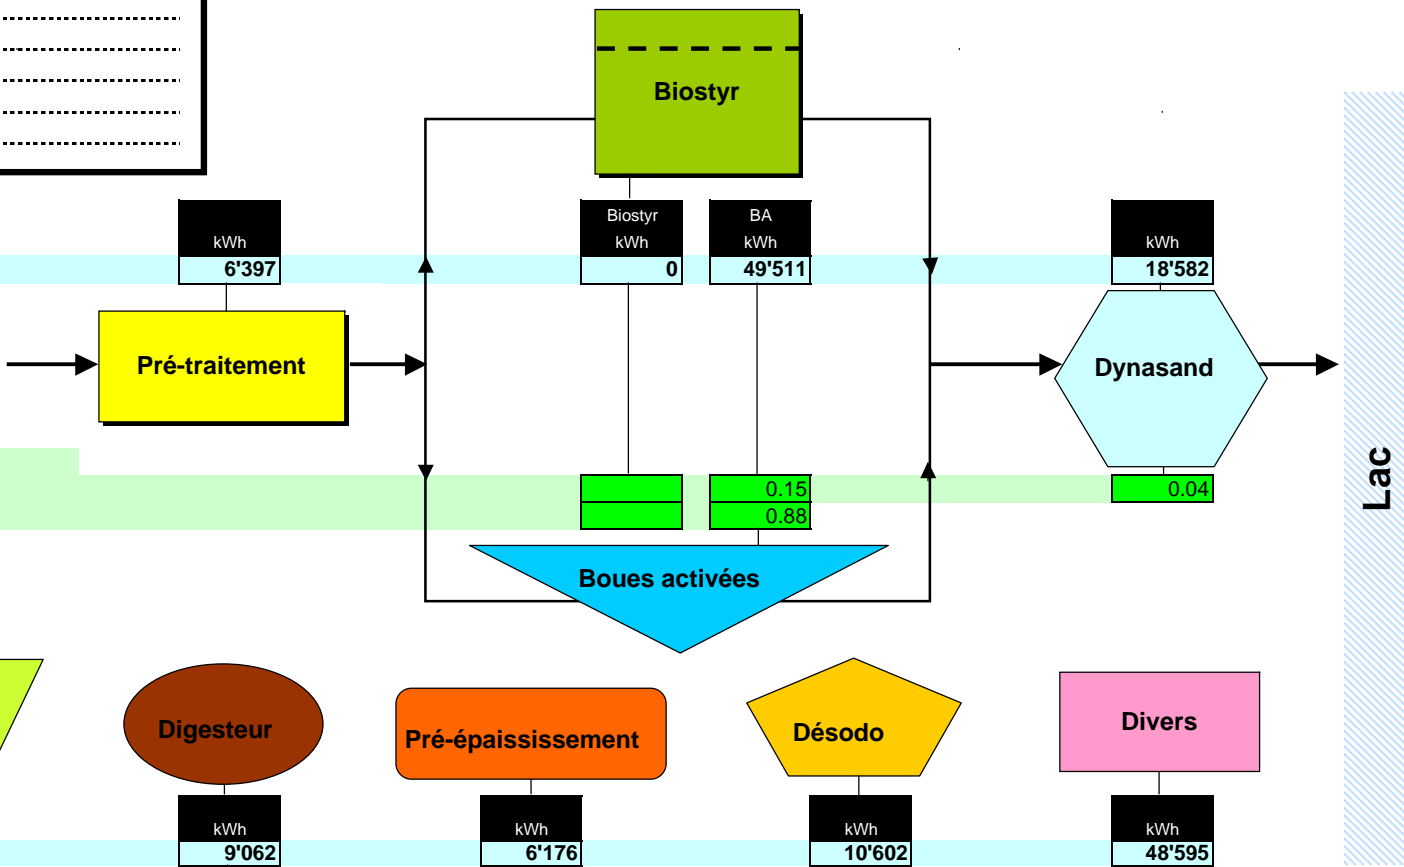 Biostyr
kWh
6'397
Biostyr
kWh
0
BA
kWh
49'511
kWh
18'582
Pré-traitement
Dynasand
0.15
0.88
0.04
Lac
Boues activées
Digesteur
Pré-épaississement
Désodo
Divers
kWh
9'062
kWh
6'176
kWh
10'602
kWh
48'595